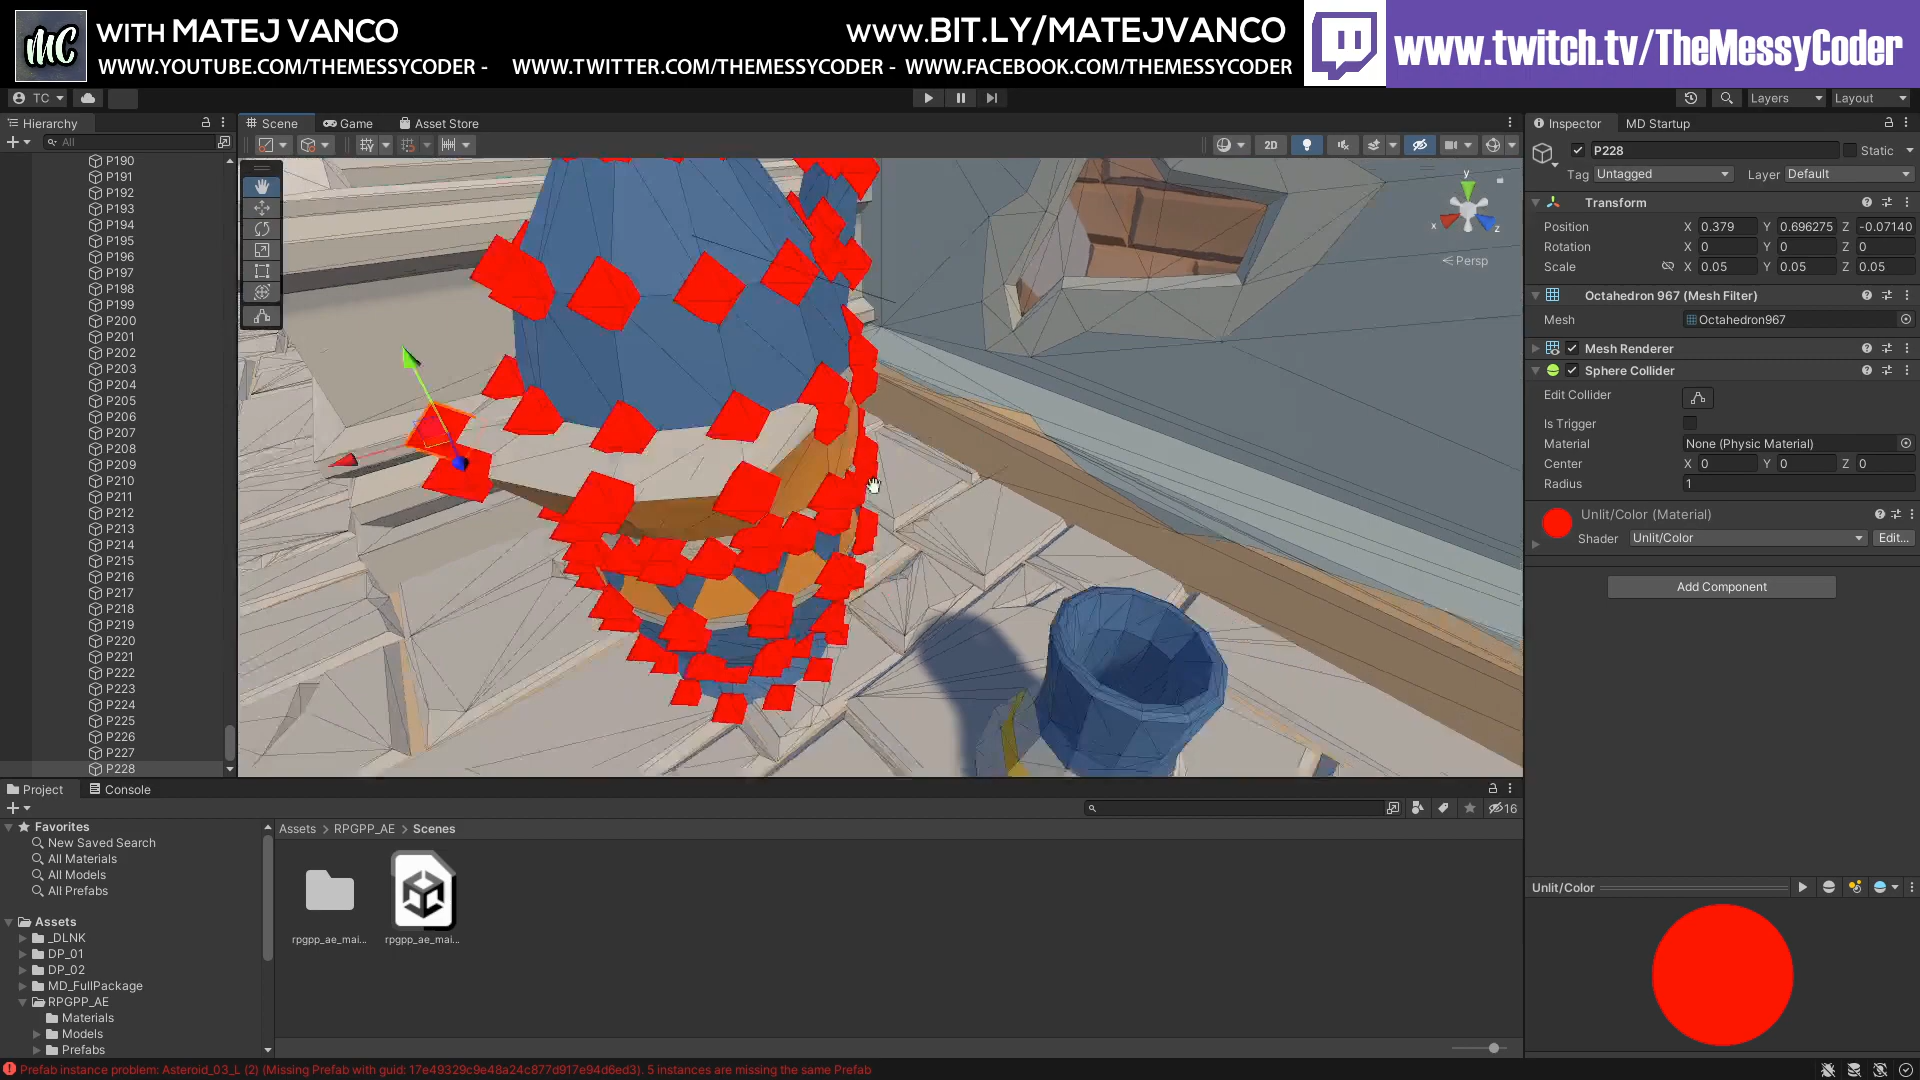 MC WITH MATEJ VANCO
WWW.BIT.LY/MATEJVANCO
WWW.YOUTUBE.COM/THEMESSYCODER - WWW.TWITTER.COM/THEMESSYCODER - WWW.FACEBOOK.COM/THEMESSYCODER
www.twitch.tv/TheMessyCoder
TC
Layers
Layout
Hierarchy
All
P190
P191
P192
P193
P194
P195
P196
P197
P198
P199
P200
P201
P202
P203
P204
P205
P206
P207
P208
P209
P210
P211
P212
P213
P214
P215
P216
P217
P218
P219
P220
P221
P222
P223
P224
P225
P226
P227
P228
Scene
Game
Asset Store
2D
y
x
z
Persp
Inspector
MD Startup
P228
Static
Tag Untagged
Layer Default
Transform
Position X 0.379 Y 0.696275 Z -0.07140
Rotation X 0 Y 0 Z 0
Scale X 0.05 Y 0.05 Z 0.05
Octahedron 967 (Mesh Filter)
Mesh Octahedron967
Mesh Renderer
Sphere Collider
Edit Collider
Is Trigger
Material None (Physic Material)
Center X 0 Y 0 Z 0
Radius 1
Unlit/Color (Material)
Shader Unlit/Color Edit...
Add Component
Unlit/Color
Project
Console
16
Favorites
New Saved Search
All Materials
All Models
All Prefabs
Assets
_DLNK
DP_01
DP_02
MD_FullPackage
RPGPP_AE
Materials
Models
Prefabs
Assets > RPGPP_AE > Scenes
rpgpp_ae_mai...
rpgpp_ae_mai...
Prefab instance problem: Asteroid_03_L (2) (Missing Prefab with guid: 17e49329c9e48a24c877d917e94d6ed3). 5 instances are missing the same Prefab